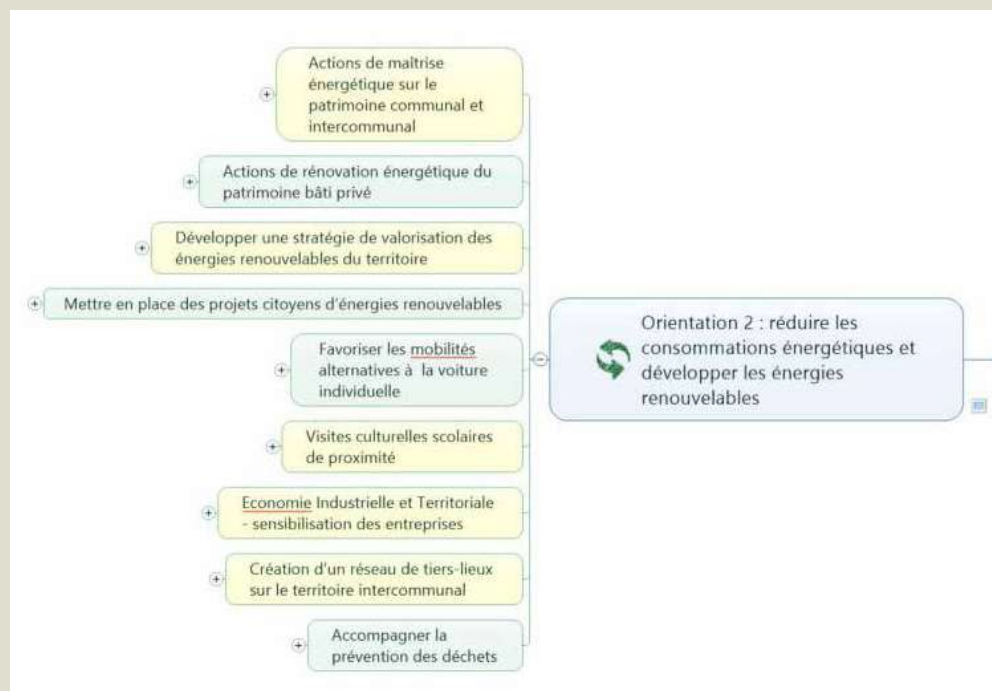 Actions de maîtrise
énergétique sur le
patrimoine communal et
intercommunal
Actions de rénovation énergétique du
patrimoine bâti privé
Développer une stratégie de valorisation des
énergies renouvelables du territoire
Mettre en place des projets citoyens d'énergies renouvelables
Favoriser les mobilités
alternatives à la voiture
individuelle
Visites culturelles scolaires
de proximité
Economie Industrielle et Territoriale
- sensibilisation des entreprises
Création d'un réseau de tiers-lieux
sur le territoire intercommunal
Accompagner la
prévention des déchets
Orientation 2 : réduire les
consommations énergétiques et
développer les énergies
renouvelables